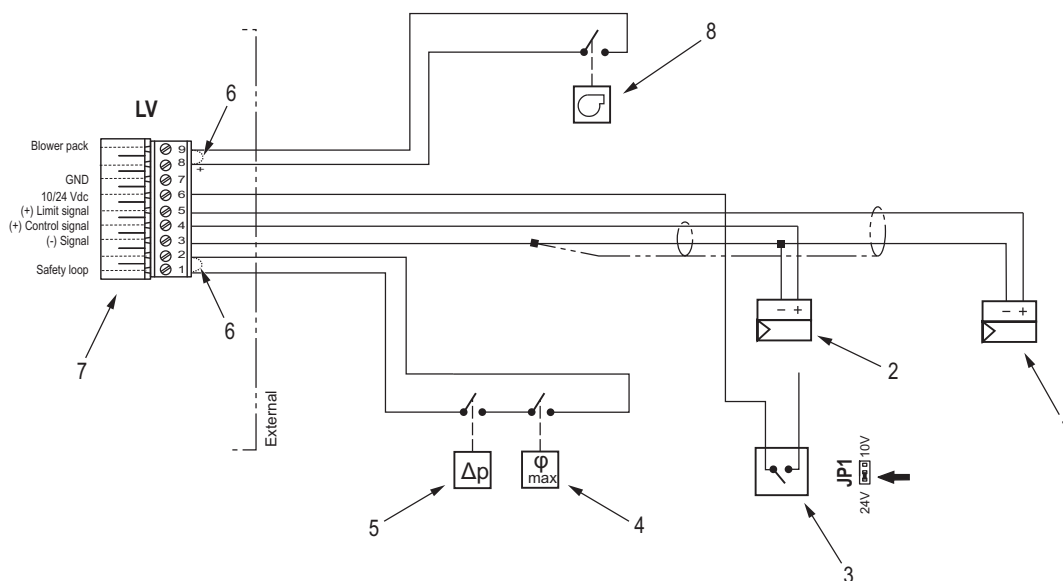 8
6
LV
Blower pack
9
8
+
GND
7
10/24 Vdc
6
(+) Limit signal
5
(+) Control signal
4
(-) Signal
3
2
Safety loop
1
6
7
External
− +
− +
2
Δp
φ
max
JP1
24V
10V
5
4
3